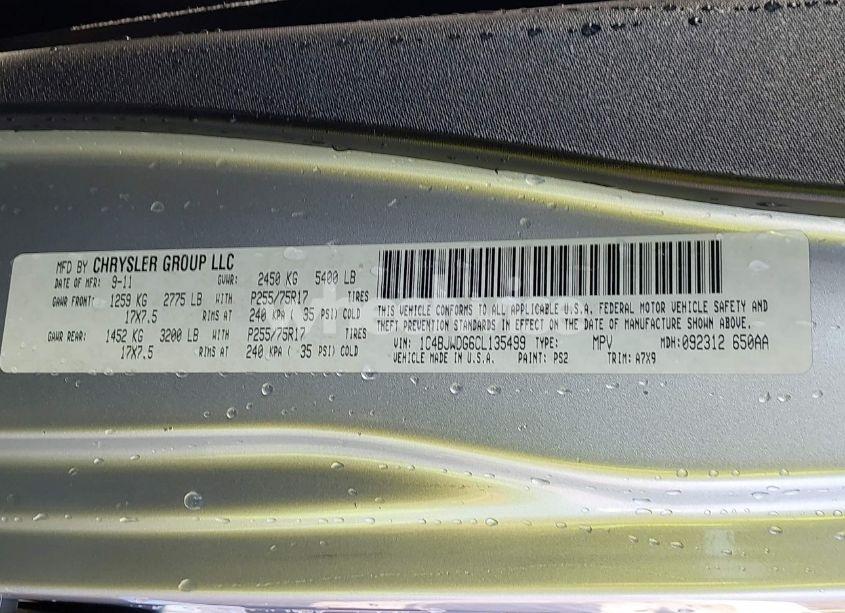 MFD BY CHRYSLER GROUP LLC
DATE OF MFR: 9-11 GVWR: 2450 KG 5400 LB
GAWR FRONT: 1259 KG 2775 LB WITH P255/75R17 TIRES
17X7.5 RIMS AT 240 KPA ( 35 PSI) COLD
GAWR REAR: 1452 KG 3200 LB WITH P255/75R17 TIRES
17X7.5 RIMS AT 240 KPA ( 35 PSI) COLD
THIS VEHICLE CONFORMS TO ALL APPLICABLE U.S.A. FEDERAL MOTOR VEHICLE SAFETY AND
THEFT PREVENTION STANDARDS IN EFFECT ON THE DATE OF MANUFACTURE SHOWN ABOVE.
VIN: 1C4BJWDG6CL135499 TYPE: MPV MDH: 092312 650AA
VEHICLE MADE IN U.S.A. PAINT: PS2 TRIM: A7X9